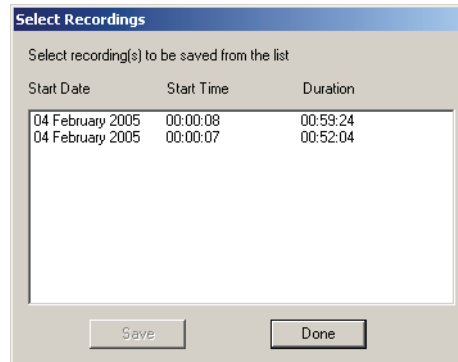 Select Recordings
Select recording(s) to be saved from the list
Start Date Start Time Duration
04 February 2005 00:00:08 00:59:24
04 February 2005 00:00:07 00:52:04
Save Done